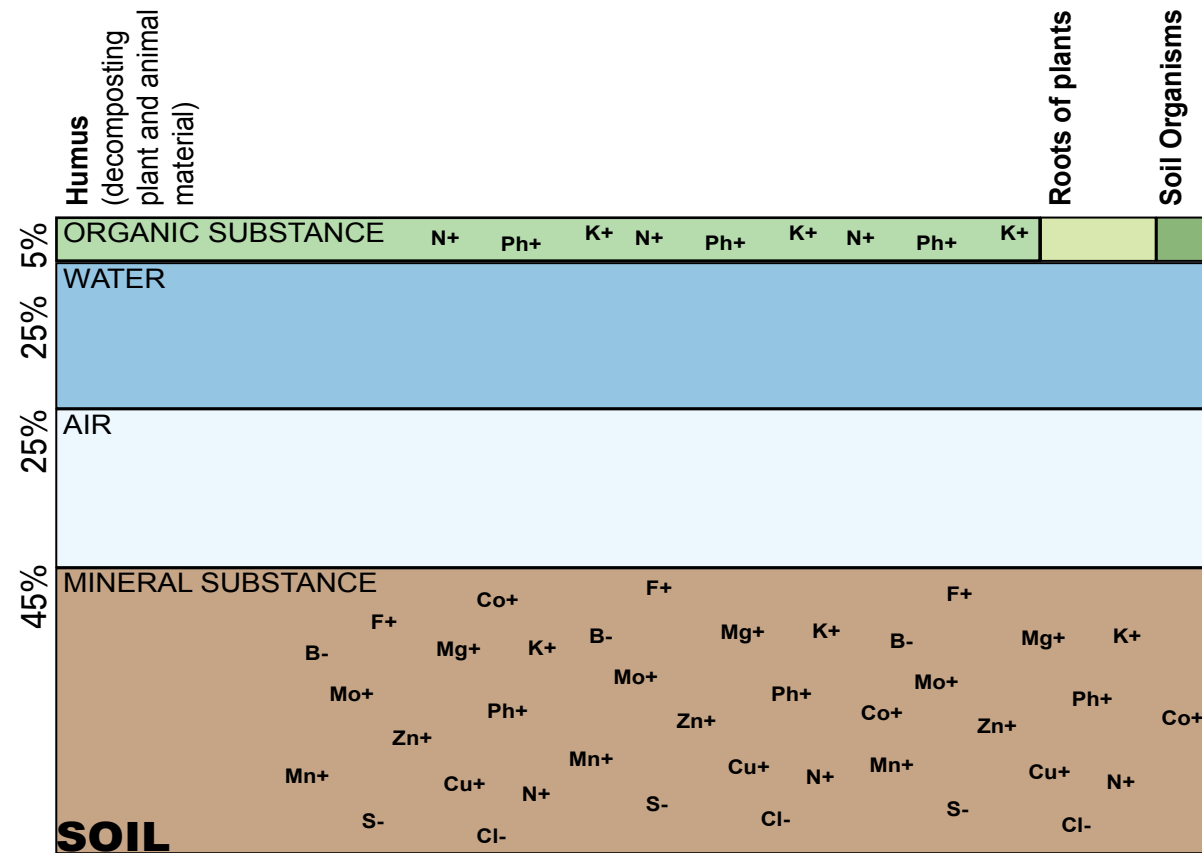 Humus
(decomposting
plant and animal
material)
Roots of plants
Soil Organisms
5%
ORGANIC SUBSTANCE
N+ Ph+ K+ N+ Ph+ K+ N+ Ph+ K+
25%
WATER
25%
AIR
45%
MINERAL SUBSTANCE
F+ F+
Co+
F+
B- Mg+ K+ B- Mg+ K+ B- Mg+ K+
Mo+ Mo+ Mo+
Ph+ Ph+ Ph+
Co+ Co+
Zn+ Zn+ Zn+
Mn+ Mn+ Mn+
Cu+ N+ Cu+ N+ Cu+ N+
S- S- S-
Cl- Cl- Cl-
SOIL